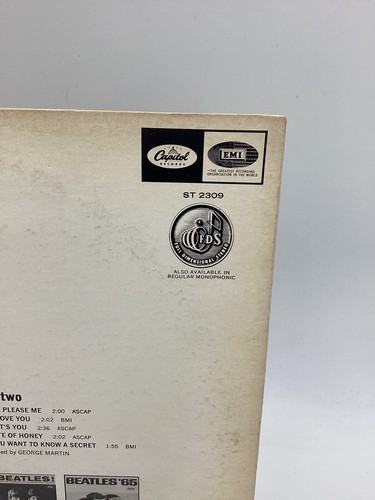 Capitol
RECORDS
EMI
—THE GREATEST RECORDING
ORGANISATION IN THE WORLD
ST 2309
FDS
FULL DIMENSIONAL STEREO
ALSO AVAILABLE IN
REGULAR MONOPHONIC
two
PLEASE ME 2:00 ASCAP
OVE YOU 2:02 BMI
T'S YOU 2:36 ASCAP
TE OF HONEY 2:02 ASCAP
OU WANT TO KNOW A SECRET 1:55 BMI
ed by GEORGE MARTIN
BEATLES!
BEATLES '65